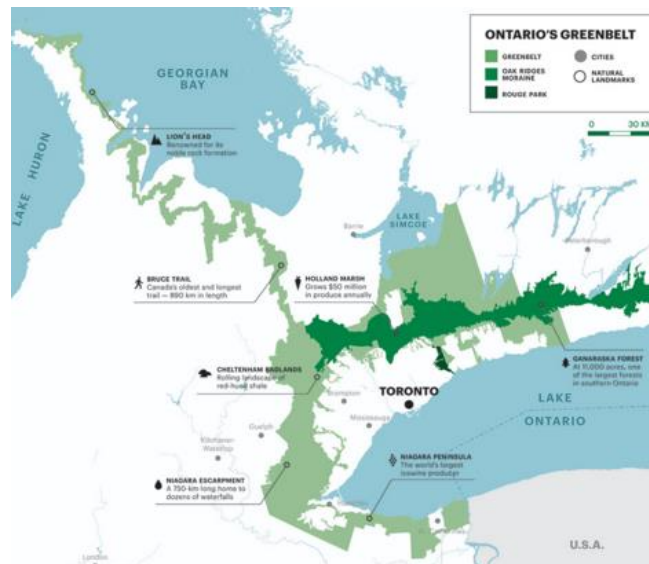 ONTARIO'S GREENBELT
GREENBELT
OAK RIDGES
MORAINE
ROUGE PARK
CITIES
NATURAL
LANDMARKS
0 30 KM
GEORGIAN
BAY
LAKE HURON
LION'S HEAD
Renowned for its
noble rock formation
LAKE
SIMCOE
Barrie
Peterborough
BRUCE TRAIL
Canada's oldest and longest
trail — 890 km in length
HOLLAND MARSH
Grows $50 million
in produce annually
CHELTENHAM BADLANDS
Rolling landscape of
red-hued shale
GANARASKA FOREST
At 11,000 acres, one
of the largest forests
in southern Ontario
TORONTO
Brampton
Mississauga
LAKE
ONTARIO
Guelph
Kitchener-
Waterloo
NIAGARA PENINSULA
The world's largest
icewine producer
NIAGARA ESCARPMENT
A 750-km long home to
dozens of waterfalls
London
U.S.A.